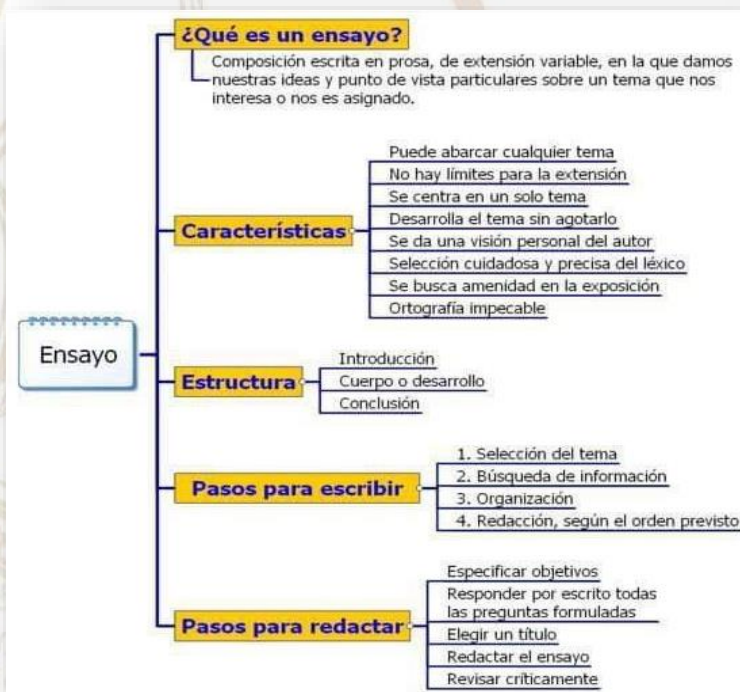 ¿Qué es un ensayo?
Composición escrita en prosa, de extensión variable, en la que damos
nuestras ideas y punto de vista particulares sobre un tema que nos
interesa o nos es asignado.
Puede abarcar cualquier tema
No hay límites para la extensión
Se centra en un solo tema
Desarrolla el tema sin agotarlo
Características
Se da una visión personal del autor
Selección cuidadosa y precisa del léxico
Se busca amenidad en la exposición
Ortografía impecable
Ensayo
Introducción
Estructura
Cuerpo o desarrollo
Conclusión
Pasos para escribir
1. Selección del tema
2. Búsqueda de información
3. Organización
4. Redacción, según el orden previsto
Pasos para redactar
Especificar objetivos
Responder por escrito todas
las preguntas formuladas
Elegir un título
Redactar el ensayo
Revisar críticamente